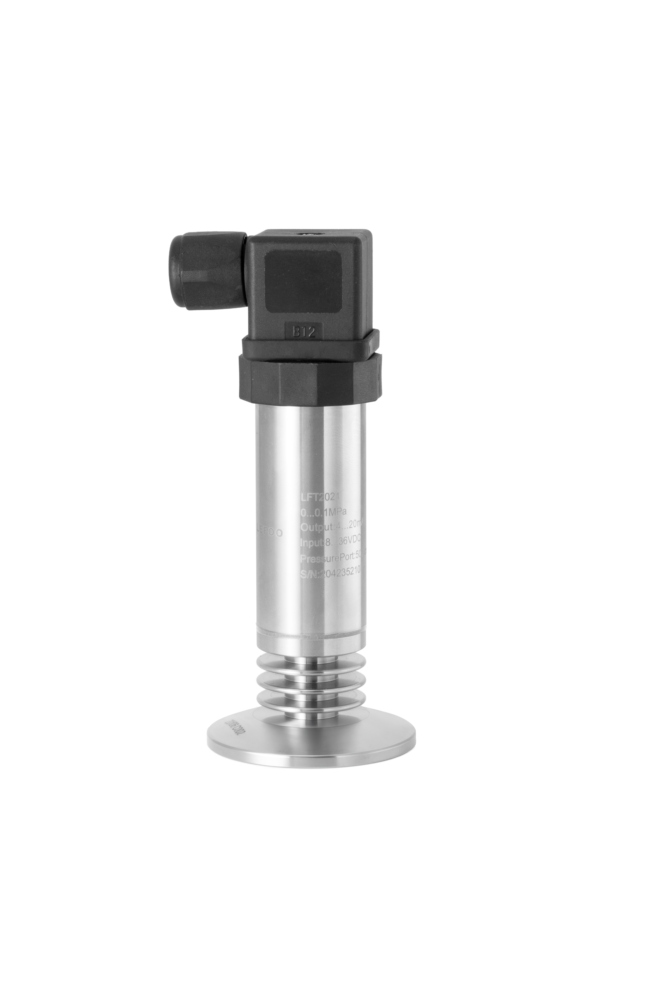 B12
LEFOO
LFT2021
0...0.1MPa
Output:4...20m
Input:8...36VDC
PressurePort:50
S/N:204235210